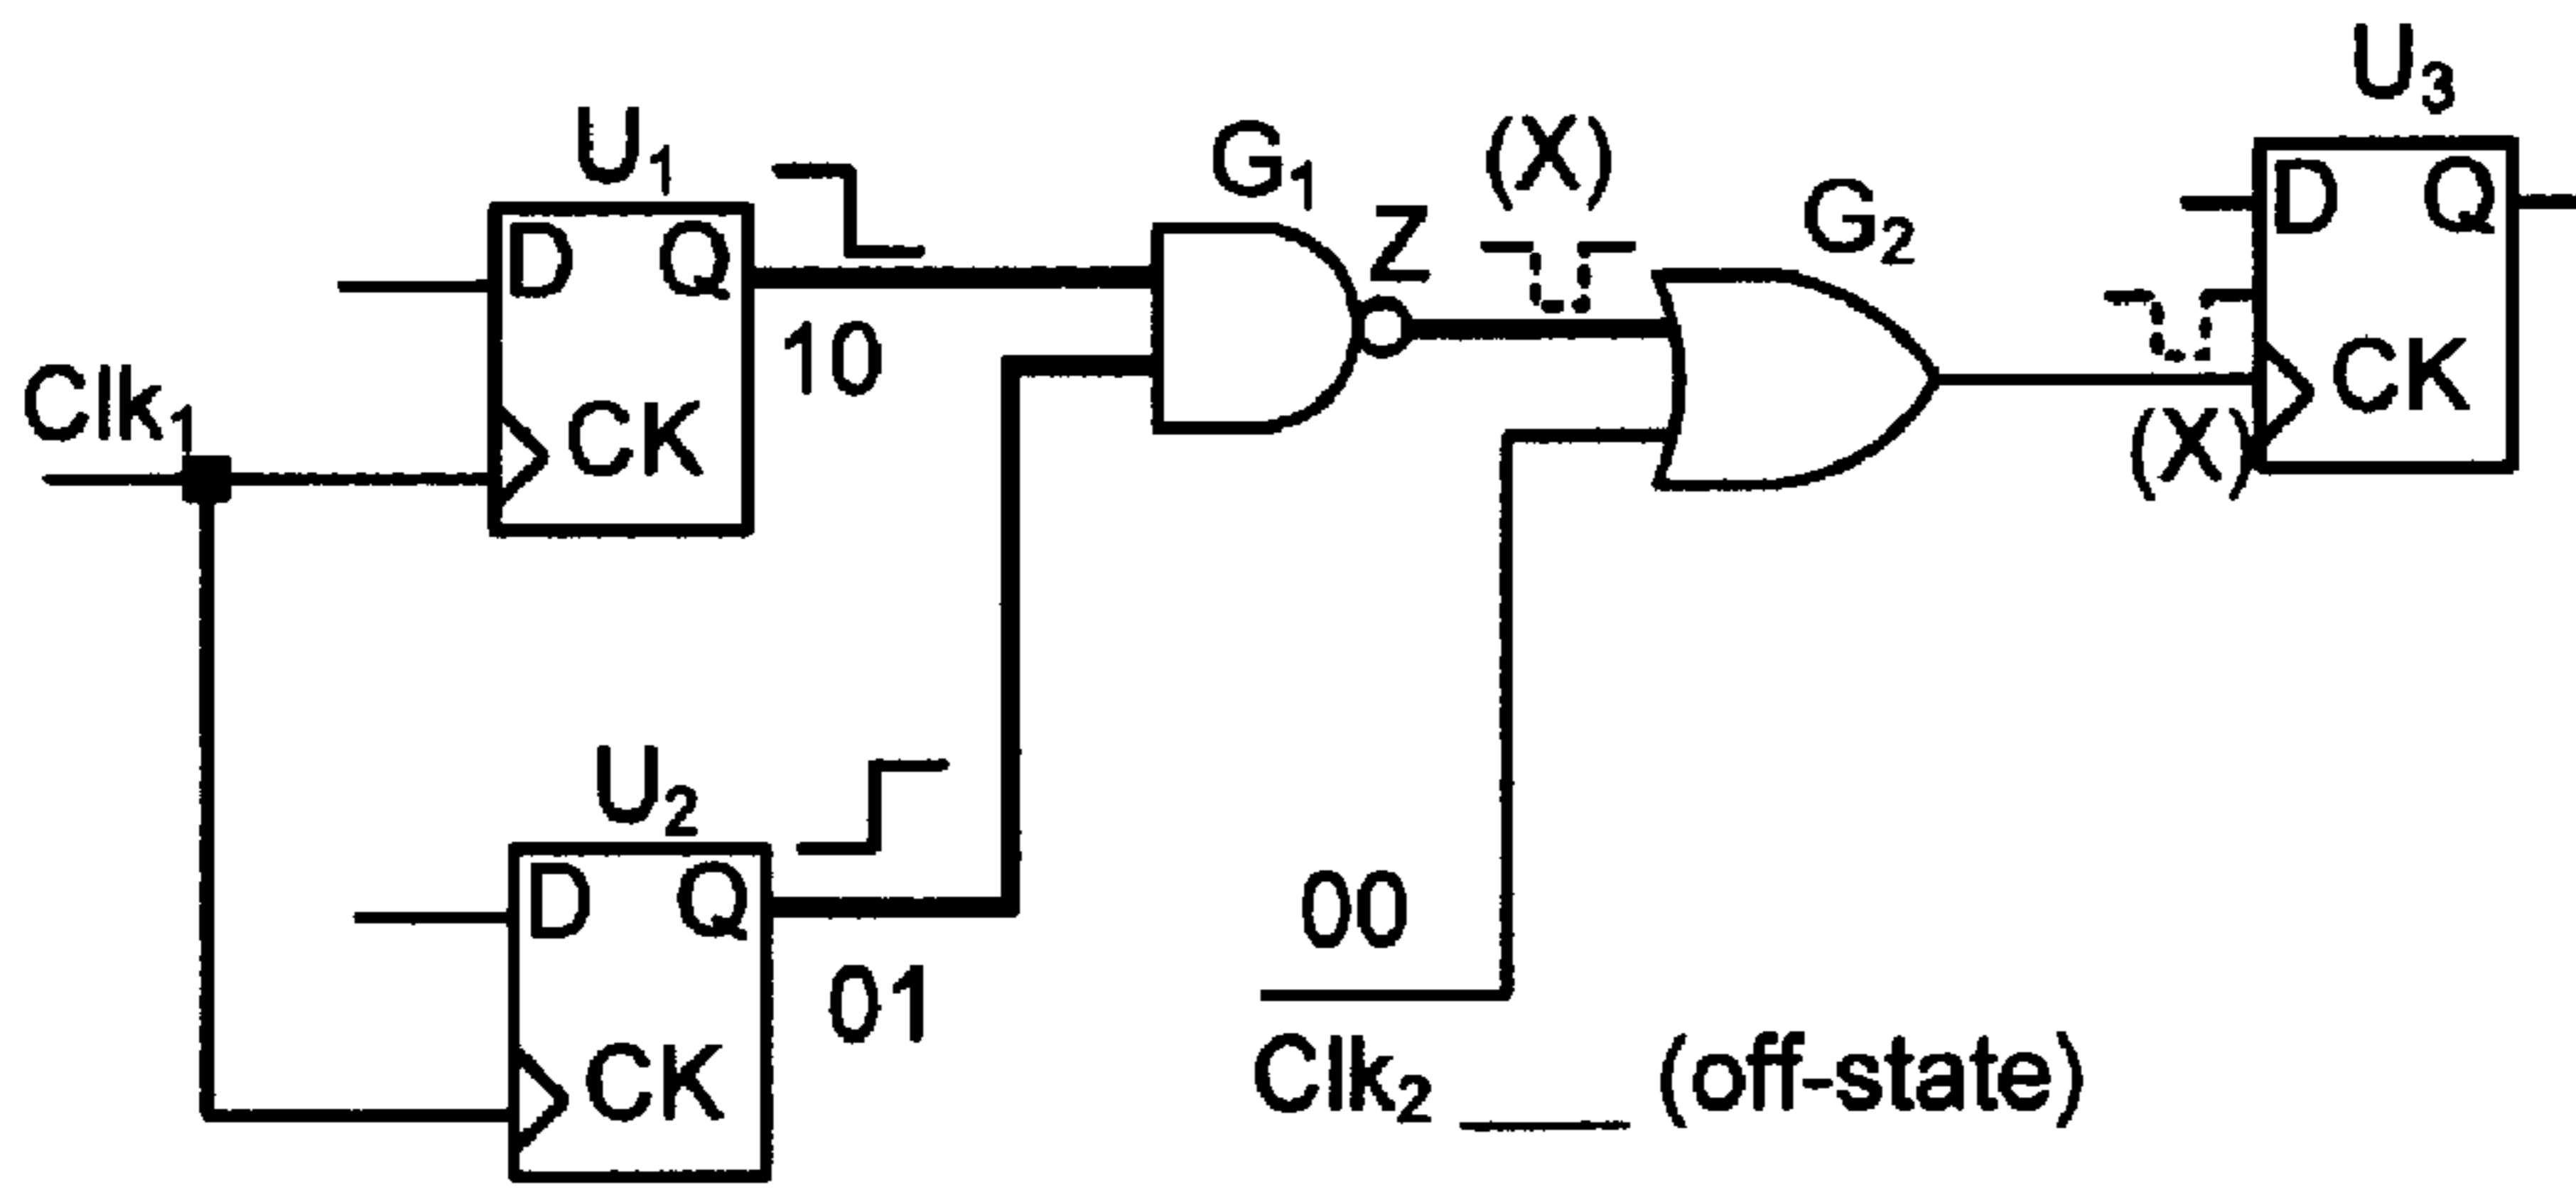 U₁
D Q
CK
10
Clk₁
U₂
D Q
CK
01
G₁
Z
(X)
G₂
00
Clk₂ ___ (off-state)
U₃
D Q
CK
(X)